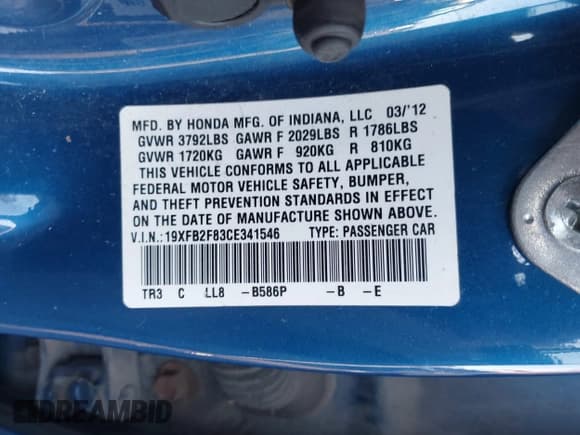 MFD. BY HONDA MFG. OF INDIANA, LLC 03/'12
GVWR 3792LBS GAWR F 2029LBS R 1786LBS
GVWR 1720KG GAWR F 920KG R 810KG
THIS VEHICLE CONFORMS TO ALL APPLICABLE
FEDERAL MOTOR VEHICLE SAFETY, BUMPER,
AND THEFT PREVENTION STANDARDS IN EFFECT
ON THE DATE OF MANUFACTURE SHOWN ABOVE.
V.I.N.:19XFB2F83CE341546 TYPE: PASSENGER CAR
TR3 C LL8 -B586P -B -E
DREAMBID